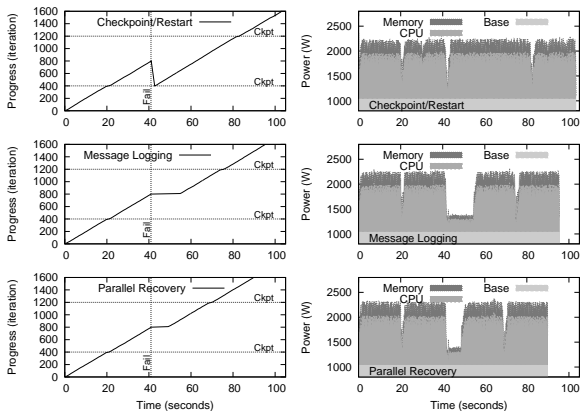 Progress (iteration)
1600
1400
1200
1000
800
600
400
200
0
Checkpoint/Restart
Ckpt
Ckpt
Fail
0 20 40 60 80 100
Power (W)
2500
2000
1500
1000
Memory
CPU
Base
Checkpoint/Restart
0 20 40 60 80 100
Progress (iteration)
1600
1400
1200
1000
800
600
400
200
0
Message Logging
Ckpt
Ckpt
Fail
0 20 40 60 80 100
Power (W)
2500
2000
1500
1000
Memory
CPU
Base
Message Logging
0 20 40 60 80 100
Progress (iteration)
1600
1400
1200
1000
800
600
400
200
0
Parallel Recovery
Ckpt
Ckpt
Fail
0 20 40 60 80 100
Time (seconds)
Power (W)
2500
2000
1500
1000
Memory
CPU
Base
Parallel Recovery
0 20 40 60 80 100
Time (seconds)